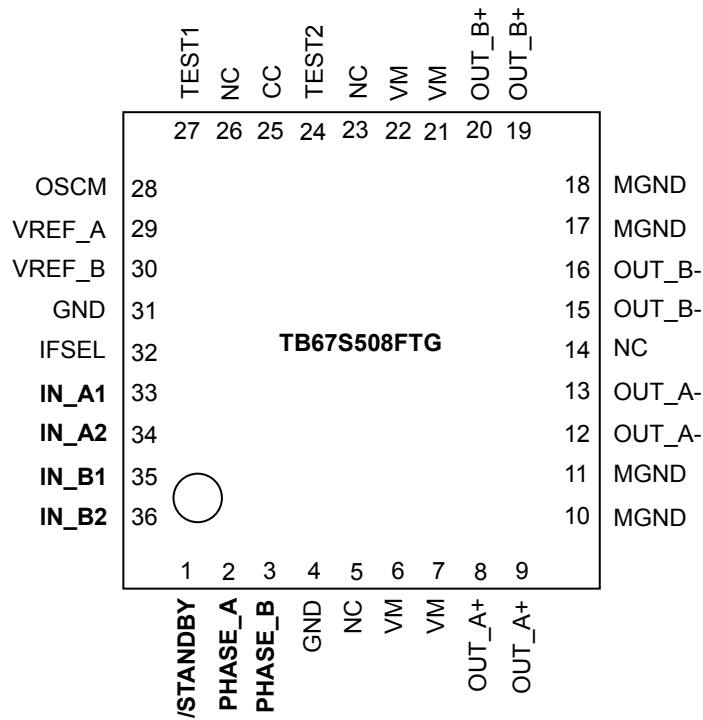 TEST1 NC CC TEST2 NC VM VM OUT_B+ OUT_B+
27 26 25 24 23 22 21 20 19
OSCM 28 18 MGND
VREF_A 29 17 MGND
VREF_B 30 16 OUT_B-
GND 31 15 OUT_B-
IFSEL 32 TB67S508FTG 14 NC
IN_A1 33 13 OUT_A-
IN_A2 34 12 OUT_A-
IN_B1 35 11 MGND
IN_B2 36 10 MGND
1 2 3 4 5 6 7 8 9
/STANDBY PHASE_A PHASE_B GND NC VM VM OUT_A+ OUT_A+